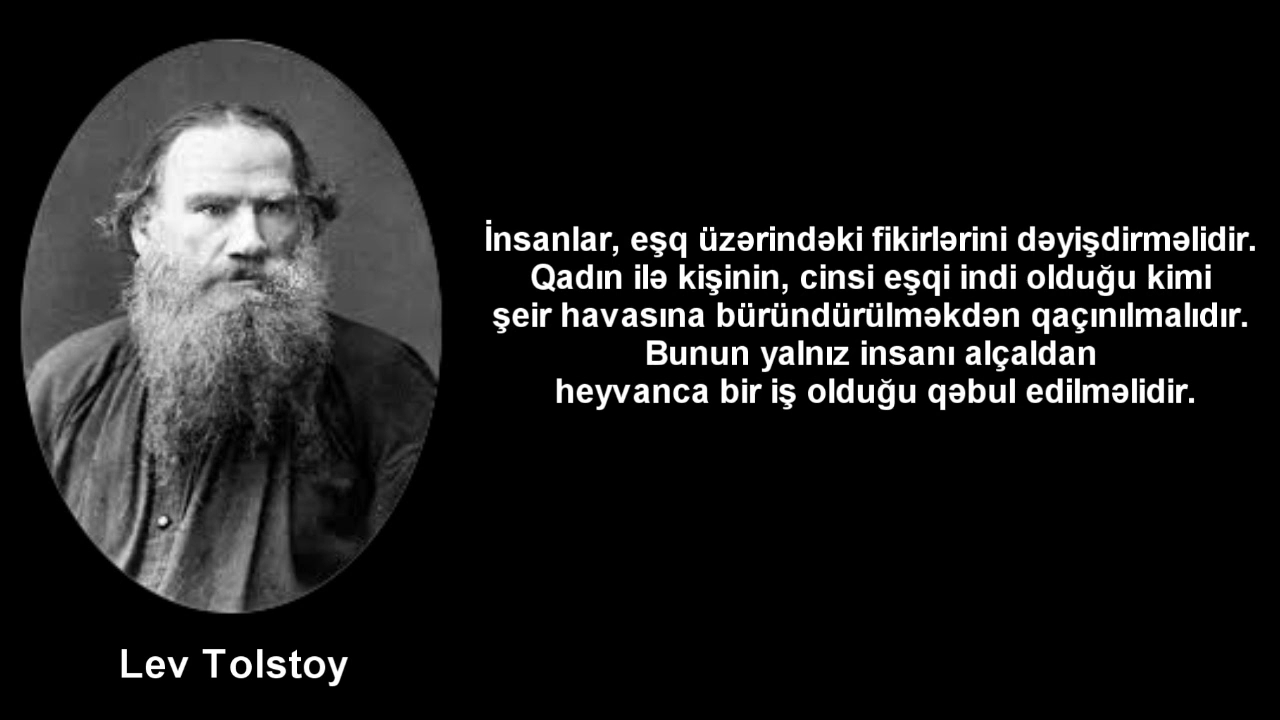 İnsanlar, eşq üzərindəki fikirlərini dəyişdirməlidir.
Qadın ilə kişinin, cinsi eşqi indi olduğu kimi
şeir havasına büründürülməkdən qaçınılmalıdır.
Bunun yalnız insanı alçaldan
heyvanca bir iş olduğu qəbul edilməlidir.
Lev Tolstoy